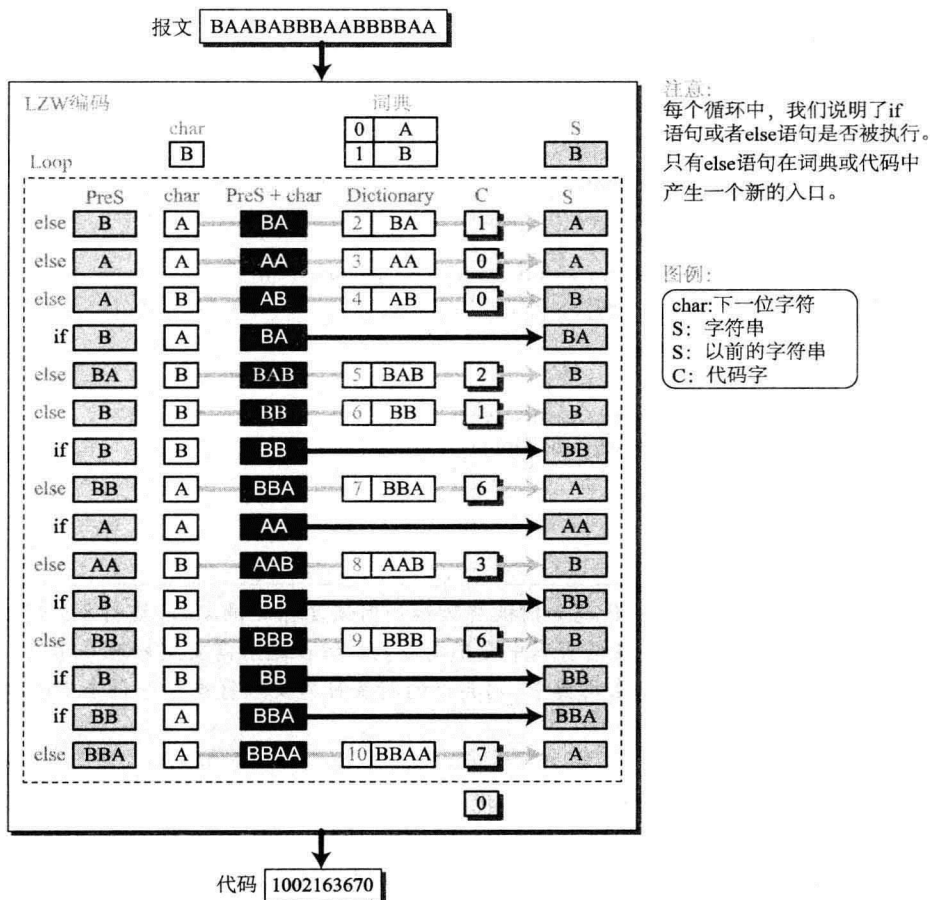 报文 BAABABBBAABBBBAA
LZW编码 词典
char 0 A S
B 1 B B
Loop
PreS char PreS + char Dictionary C S
else B A BA 2 BA 1 A
else A A AA 3 AA 0 A
else A B AB 4 AB 0 B
if B A BA BA
else BA B BAB 5 BAB 2 B
else B B BB 6 BB 1 B
if B B BB BB
else BB A BBA 7 BBA 6 A
if A A AA AA
else AA B AAB 8 AAB 3 B
if B B BB BB
else BB B BBB 9 BBB 6 B
if B B BB BB
if BB A BBA BBA
else BBA A BBAA 10 BBAA 7 A
0
代码 1002163670
注意:
每个循环中，我们说明了if
语句或者else语句是否被执行。
只有else语句在词典或代码中
产生一个新的入口。
图例:
char:下一位字符
S: 字符串
S: 以前的字符串
C: 代码字